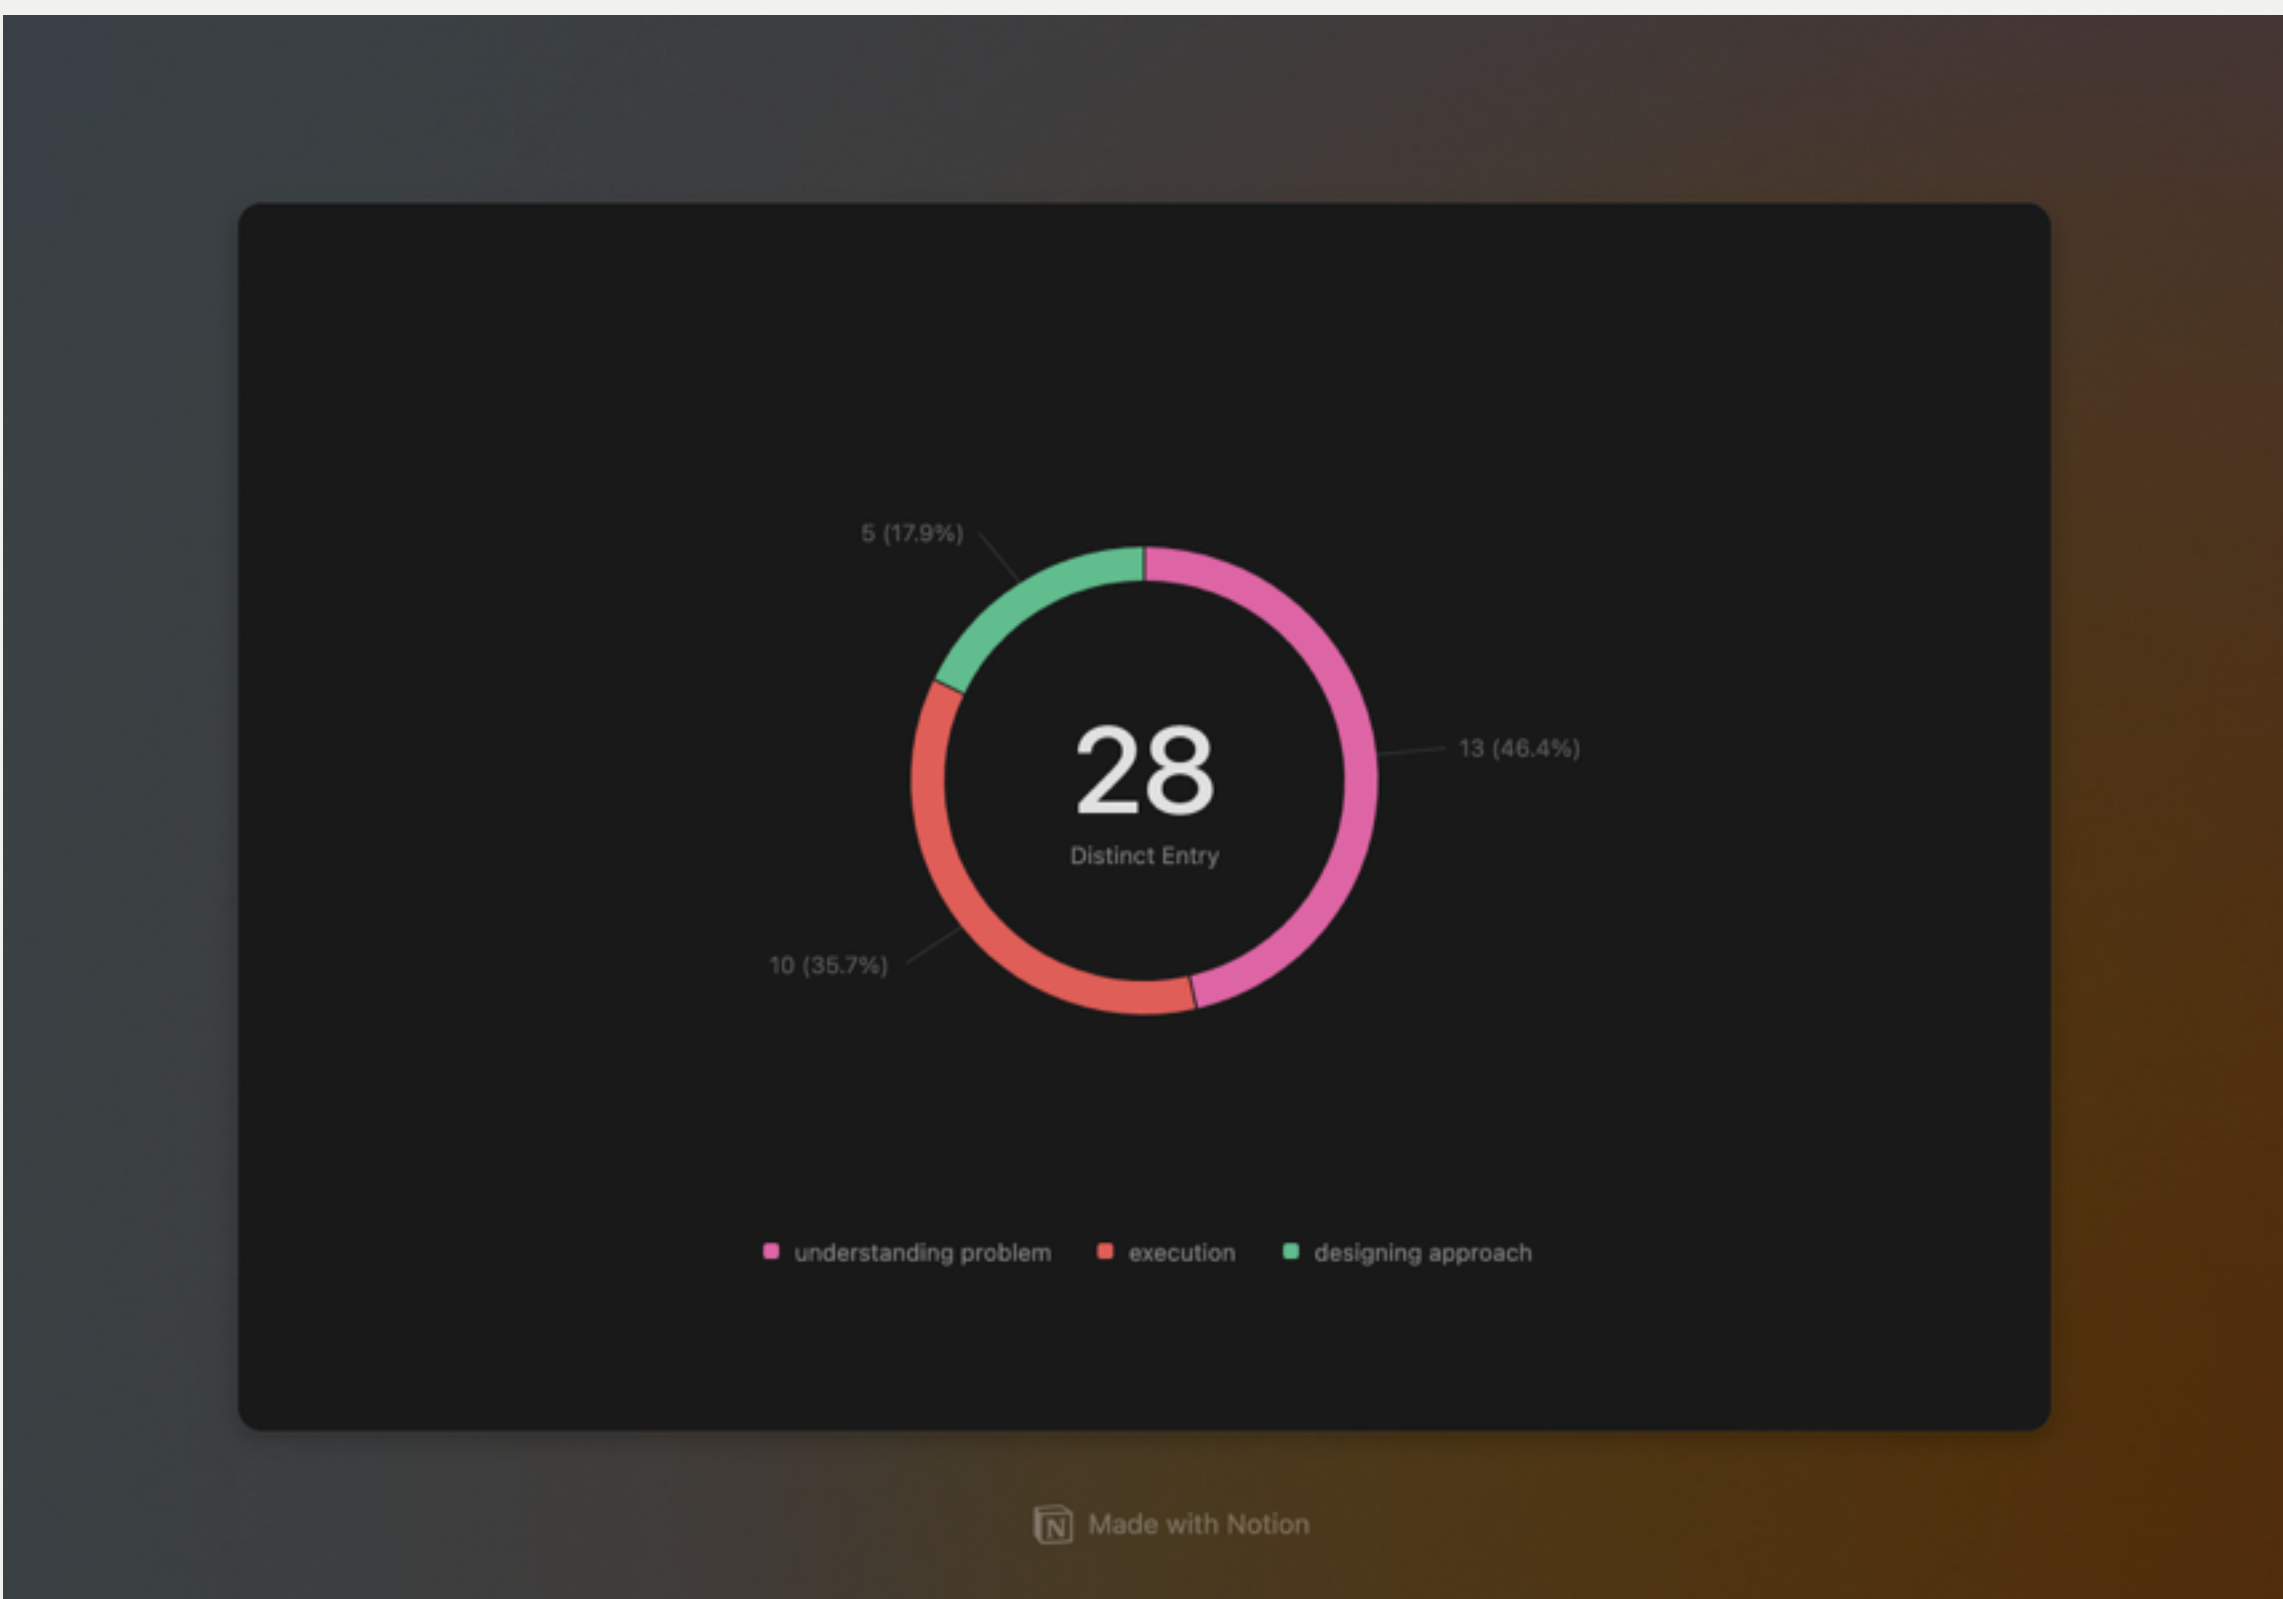 5 (17.9%)
13 (46.4%)
28
Distinct Entry
10 (35.7%)
understanding problem
execution
designing approach
N
Made with Notion